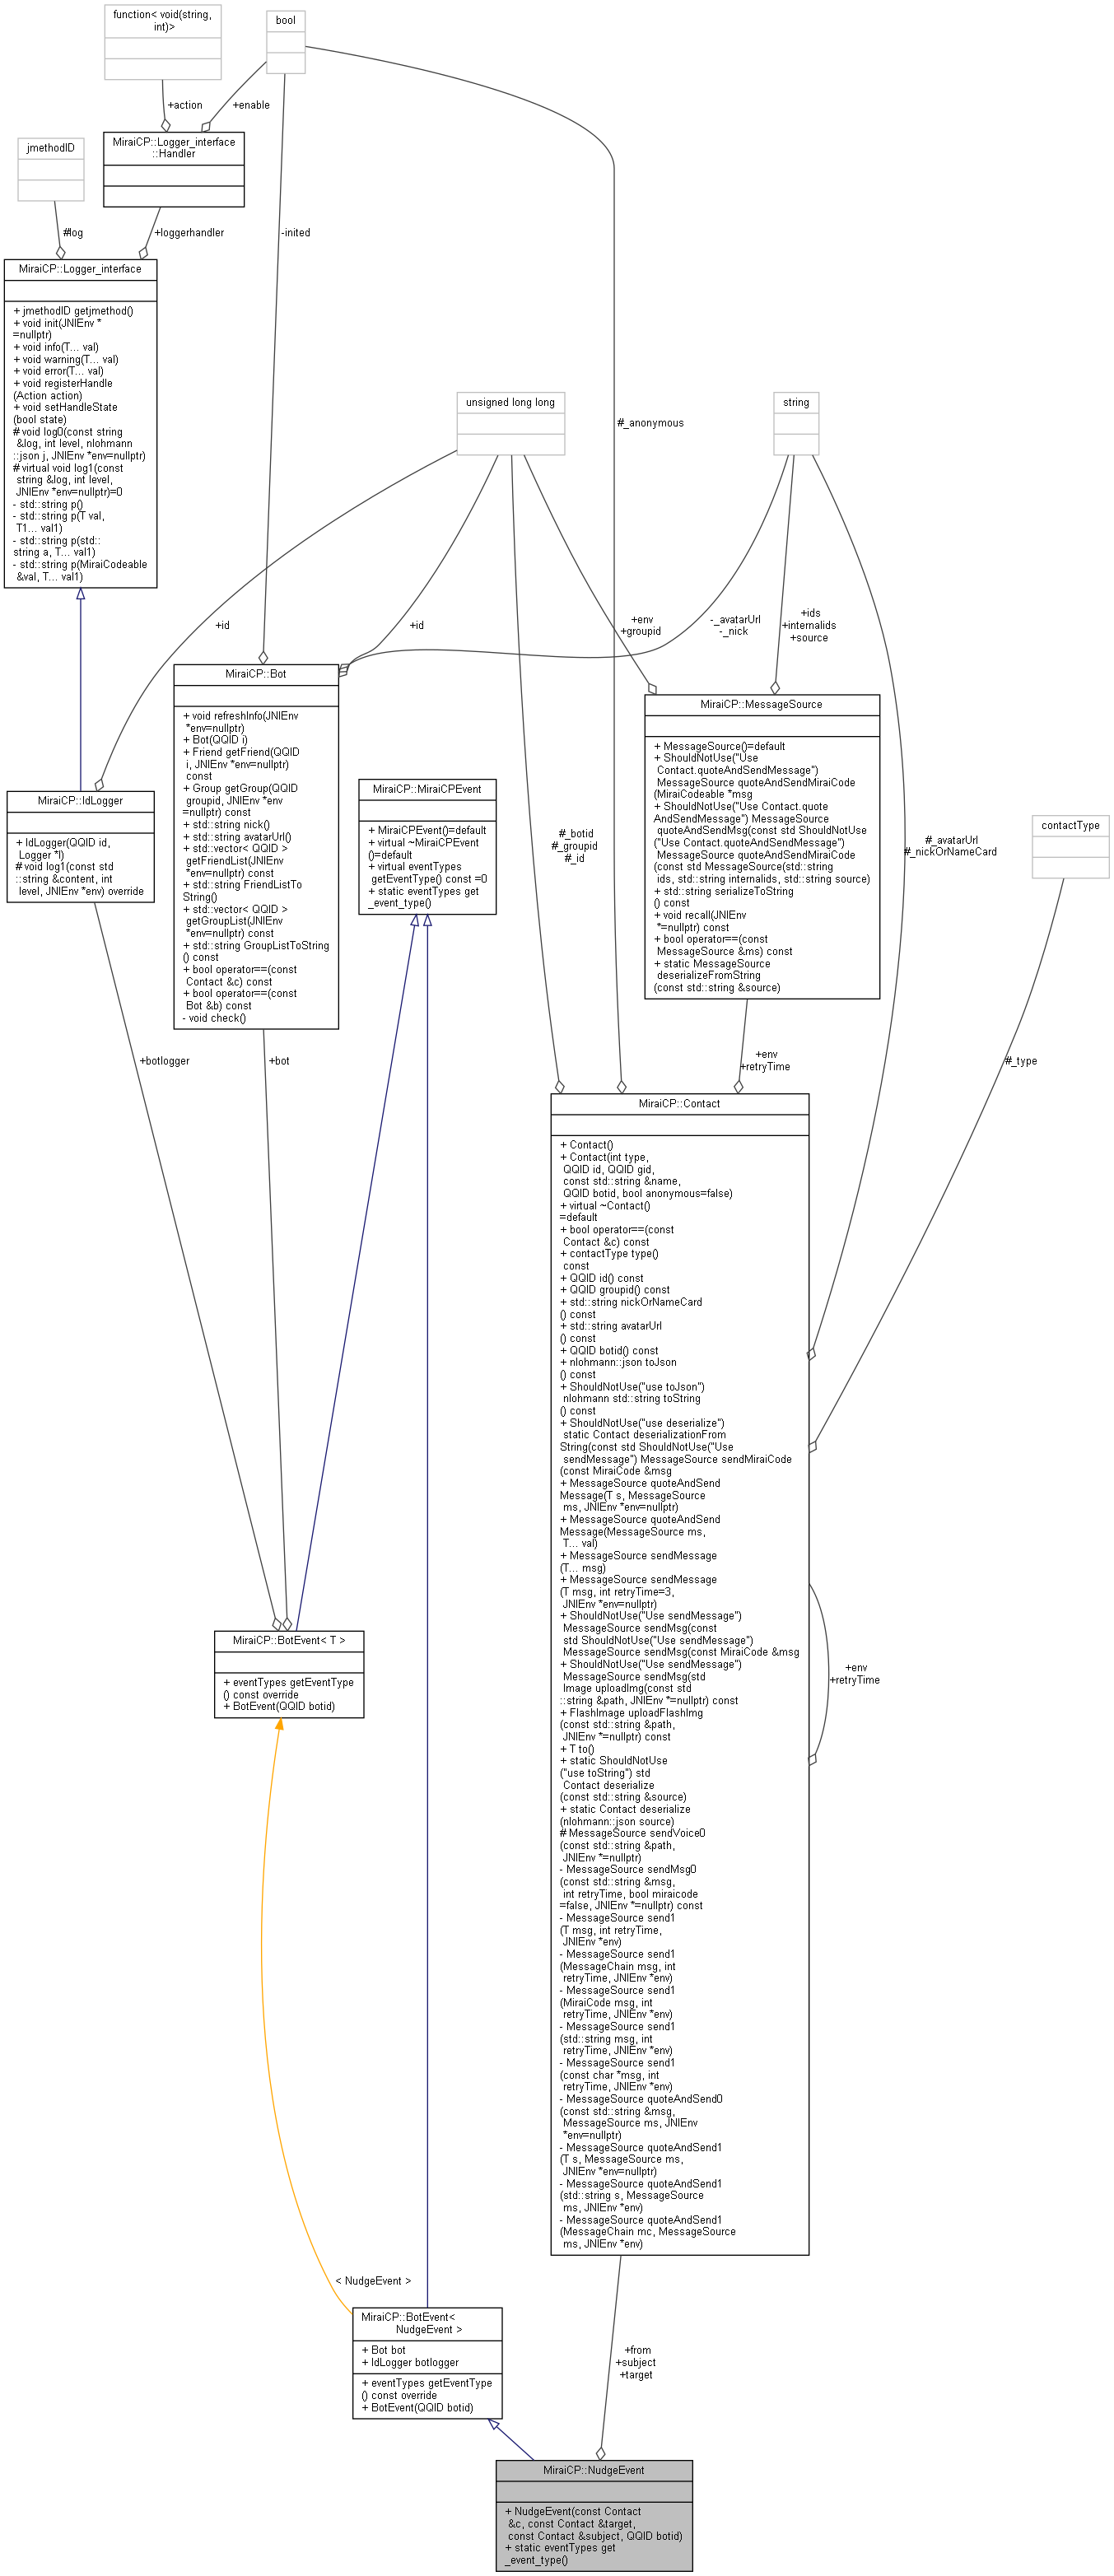 function< void(string,
int)>
bool
+action
+enable
jmethodID
MiraiCP::Logger_interface
::Handler
#log
+loggerhandler
-inited
MiraiCP::Logger_interface
+ jmethodID getjmethod()
+ void init(JNIEnv *
=nullptr)
+ void info(T... val)
+ void warning(T... val)
+ void error(T... val)
+ void registerHandle
(Action action)
+ void setHandleState
(bool state)
# void log0(const string
&log, int level, nlohmann
::json j, JNIEnv *env=nullptr)
# virtual void log1(const
string &log, int level,
JNIEnv *env=nullptr)=0
- std::string p()
- std::string p(T val,
T1... val1)
- std::string p(std::
string a, T... val1)
- std::string p(MiraiCodeable
&val, T... val1)
unsigned long long
string
#_anonymous
+id
+id
+env
+groupid
-_avatarUrl
-_nick
+ids
+internalids
+source
MiraiCP::Bot
+ void refreshInfo(JNIEnv
*env=nullptr)
+ Bot(QQID i)
+ Friend getFriend(QQID
i, JNIEnv *env=nullptr)
const
+ Group getGroup(QQID
groupid, JNIEnv *env
=nullptr) const
+ std::string nick()
+ std::string avatarUrl()
+ std::vector< QQID >
getFriendList(JNIEnv
*env=nullptr) const
+ std::string FriendListTo
String()
+ std::vector< QQID >
getGroupList(JNIEnv
*env=nullptr) const
+ std::string GroupListToString
() const
+ bool operator==(const
Contact &c) const
+ bool operator==(const
Bot &b) const
- void check()
MiraiCP::MessageSource
+ MessageSource()=default
+ ShouldNotUse("Use
Contact.quoteAndSendMessage")
MessageSource quoteAndSendMiraiCode
(MiraiCodeable *msg
+ ShouldNotUse("Use Contact.quote
AndSendMessage") MessageSource
quoteAndSendMsg(const std ShouldNotUse
("Use Contact.quoteAndSendMessage")
MessageSource quoteAndSendMiraiCode
(const std MessageSource(std::string
ids, std::string internalids, std::string source)
+ std::string serializeToString
() const
+ void recall(JNIEnv
*=nullptr) const
+ bool operator==(const
MessageSource &ms) const
+ static MessageSource
deserializeFromString
(const std::string &source)
MiraiCP::IdLogger
+ IdLogger(QQID id,
Logger *l)
# void log1(const std
::string &content, int
level, JNIEnv *env) override
MiraiCP::MiraiCPEvent
+ MiraiCPEvent()=default
+ virtual ~MiraiCPEvent
()=default
+ virtual eventTypes
getEventType() const =0
+ static eventTypes get
_event_type()
#_botid
#_groupid
#_id
#_avatarUrl
#_nickOrNameCard
contactType
+botlogger
+bot
+env
+retryTime
#_type
MiraiCP::Contact
+ Contact()
+ Contact(int type,
QQID id, QQID gid,
const std::string &name,
QQID botid, bool anonymous=false)
+ virtual ~Contact()
=default
+ bool operator==(const
Contact &c) const
+ contactType type()
const
+ QQID id() const
+ QQID groupid() const
+ std::string nickOrNameCard
() const
+ std::string avatarUrl
() const
+ QQID botid() const
+ nlohmann::json toJson
() const
+ ShouldNotUse("use toJson")
nlohmann std::string toString
() const
+ ShouldNotUse("use deserialize")
static Contact deserializationFrom
String(const std ShouldNotUse("Use
sendMessage") MessageSource sendMiraiCode
(const MiraiCode &msg
+ MessageSource quoteAndSend
Message(T s, MessageSource
ms, JNIEnv *env=nullptr)
+ MessageSource quoteAndSend
Message(MessageSource ms,
T... val)
+ MessageSource sendMessage
(T... msg)
+ MessageSource sendMessage
(T msg, int retryTime=3,
JNIEnv *env=nullptr)
+ ShouldNotUse("Use sendMessage")
MessageSource sendMsg(const
std ShouldNotUse("Use sendMessage")
MessageSource sendMsg(const MiraiCode &msg
+ ShouldNotUse("Use sendMessage")
MessageSource sendMsg(std
Image uploadImg(const std
::string &path, JNIEnv *=nullptr) const
+ FlashImage uploadFlashImg
(const std::string &path,
JNIEnv *=nullptr) const
+ T to()
+ static ShouldNotUse
("use toString") std
Contact deserialize
(const std::string &source)
+ static Contact deserialize
(nlohmann::json source)
# MessageSource sendVoice0
(const std::string &path,
JNIEnv *=nullptr)
- MessageSource sendMsg0
(const std::string &msg,
int retryTime, bool miraicode
=false, JNIEnv *=nullptr) const
- MessageSource send1
(T msg, int retryTime,
JNIEnv *env)
- MessageSource send1
(MessageChain msg, int
retryTime, JNIEnv *env)
- MessageSource send1
(MiraiCode msg, int
retryTime, JNIEnv *env)
- MessageSource send1
(std::string msg, int
retryTime, JNIEnv *env)
- MessageSource send1
(const char *msg, int
retryTime, JNIEnv *env)
- MessageSource quoteAndSend0
(const std::string &msg,
MessageSource ms, JNIEnv
*env=nullptr)
- MessageSource quoteAndSend1
(T s, MessageSource ms,
JNIEnv *env=nullptr)
- MessageSource quoteAndSend1
(std::string s, MessageSource
ms, JNIEnv *env)
- MessageSource quoteAndSend1
(MessageChain mc, MessageSource
ms, JNIEnv *env)
+env
+retryTime
MiraiCP::BotEvent< T >
+ eventTypes getEventType
() const override
+ BotEvent(QQID botid)
< NudgeEvent >
MiraiCP::BotEvent<
NudgeEvent >
+ Bot bot
+ IdLogger botlogger
+ eventTypes getEventType
() const override
+ BotEvent(QQID botid)
+from
+subject
+target
MiraiCP::NudgeEvent
+ NudgeEvent(const Contact
&c, const Contact &target,
const Contact &subject, QQID botid)
+ static eventTypes get
_event_type()